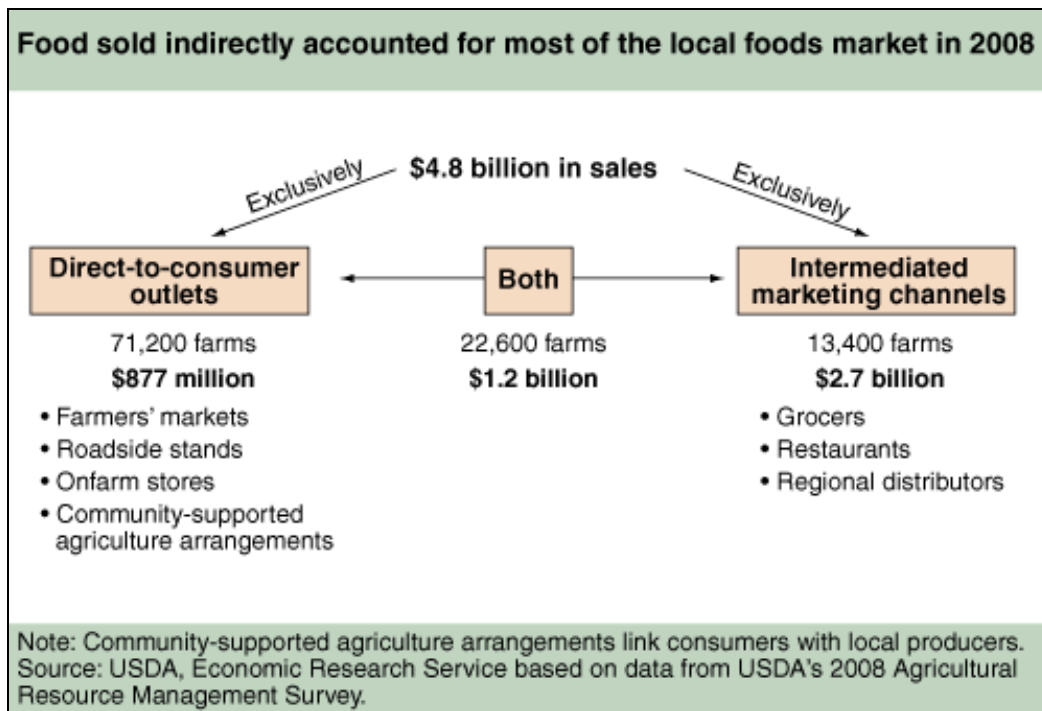 Food sold indirectly accounted for most of the local foods market in 2008
$4.8 billion in sales
Exclusively
Exclusively
Direct-to-consumer
outlets
71,200 farms
$877 million
• Farmers’ markets
• Roadside stands
• Onfarm stores
• Community-supported
agriculture arrangements
Both
22,600 farms
$1.2 billion
Intermediated
marketing channels
13,400 farms
$2.7 billion
• Grocers
• Restaurants
• Regional distributors
Note: Community-supported agriculture arrangements link consumers with local producers.
Source: USDA, Economic Research Service based on data from USDA’s 2008 Agricultural
Resource Management Survey.